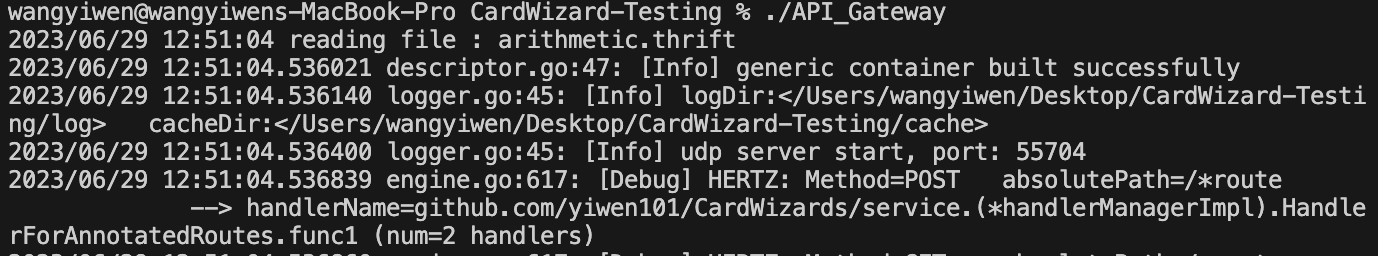 wangyiwen@wangyiwens-MacBook-Pro CardWizard-Testing % ./API_Gateway
2023/06/29 12:51:04 reading file : arithmetic.thrift
2023/06/29 12:51:04.536021 descriptor.go:47: [Info] generic container built successfully
2023/06/29 12:51:04.536140 logger.go:45: [Info] logDir:</Users/wangyiwen/Desktop/CardWizard-Testi
ng/log>   cacheDir:</Users/wangyiwen/Desktop/CardWizard-Testing/cache>
2023/06/29 12:51:04.536400 logger.go:45: [Info] udp server start, port: 55704
2023/06/29 12:51:04.536839 engine.go:617: [Debug] HERTZ: Method=POST   absolutePath=/*route
--> handlerName=github.com/yiwen101/CardWizards/service.(*handlerManagerImpl).Handle
rForAnnotatedRoutes.func1 (num=2 handlers)